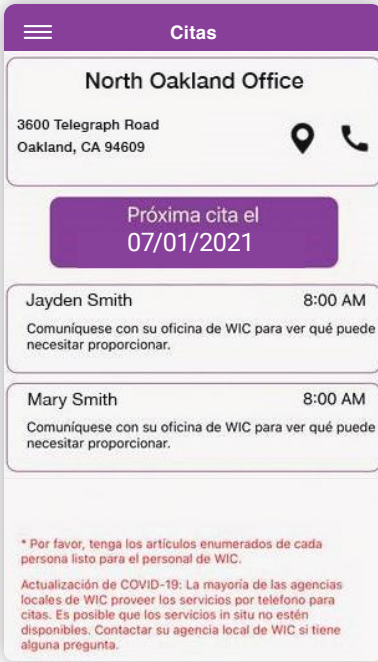 Citas
North Oakland Office
3600 Telegraph Road
Oakland, CA 94609
Próxima cita el
07/01/2021
Jayden Smith 8:00 AM
Comuníquese con su oficina de WIC para ver qué puede
necesitar proporcionar.
Mary Smith 8:00 AM
Comuníquese con su oficina de WIC para ver qué puede
necesitar proporcionar.
* Por favor, tenga los artículos enumerados de cada
persona listo para el personal de WIC.
Actualización de COVID-19: La mayoría de las agencias
locales de WIC proveer los servicios por telefono para
citas. Es posible que los servicios in situ no estén
disponibles. Contactar su agencia local de WIC si tiene
alguna pregunta.